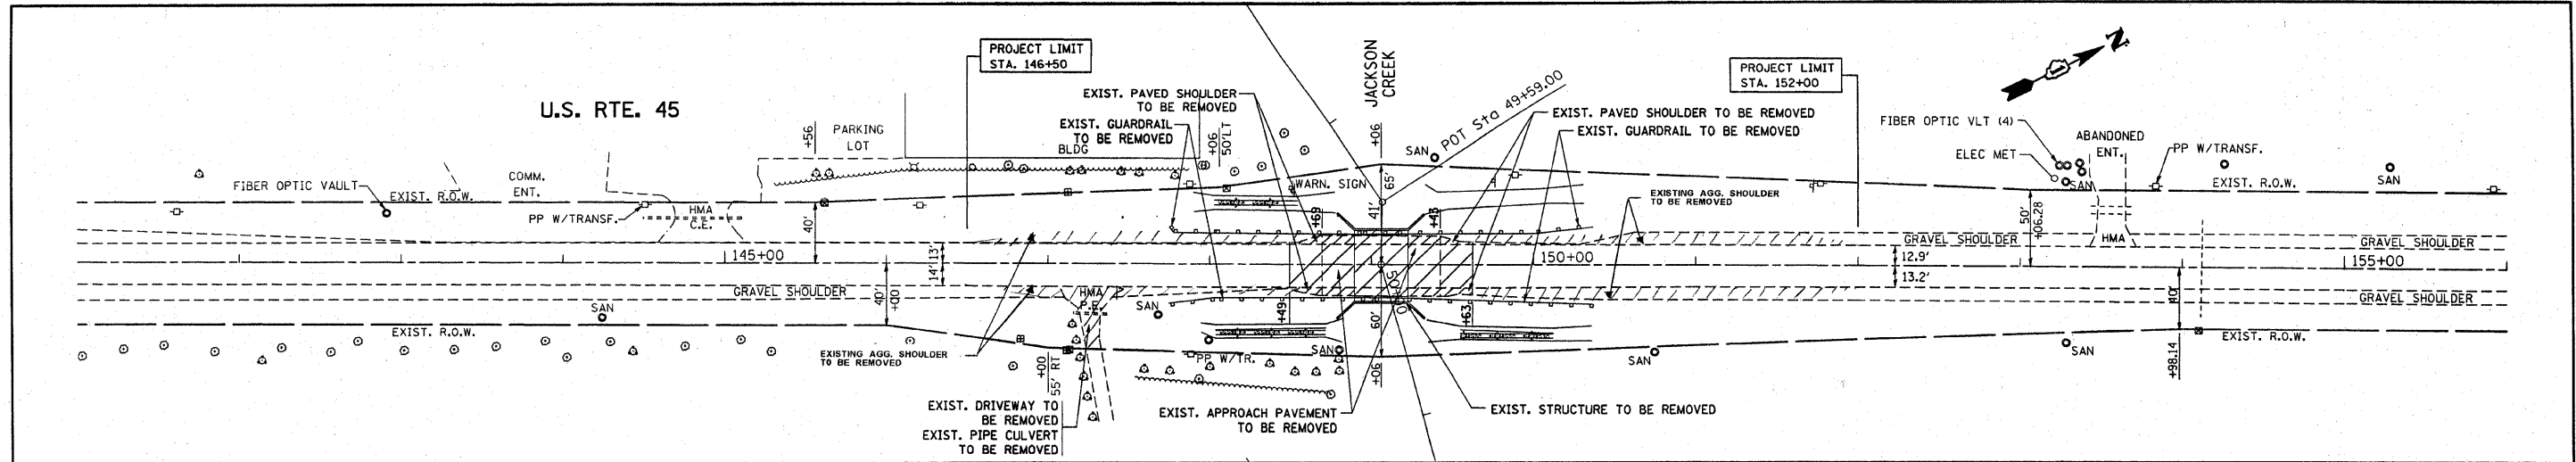 U.S. RTE. 45
PROJECT LIMIT
STA. 146+50
PROJECT LIMIT
STA. 152+00
N
JACKSON
CREEK
POT Sta 49+59.00
EXIST. PAVED SHOULDER
TO BE REMOVED
EXIST. GUARDRAIL
TO BE REMOVED
EXIST. PAVED SHOULDER TO BE REMOVED
EXIST. GUARDRAIL TO BE REMOVED
+56
PARKING
LOT
BLDG
+06
50' LT
+06
SAN
FIBER OPTIC VLT (4)
ELEC MET
ABANDONED
ENT.
PP W/TRANSF.
SAN
EXIST. R.O.W.
SAN
FIBER OPTIC VAULT
EXIST. R.O.W.
COMM.
ENT.
PP W/TRANSF.
HMA
C.E.
40'
WARN. SIGN
65'
41'
+69
+43
EXISTING AGG. SHOULDER
TO BE REMOVED
50'
+06.28
HMA
GRAVEL SHOULDER
GRAVEL SHOULDER
145+00
13'
14'
150+00
12.9'
13.2'
155+00
GRAVEL SHOULDER
40'
+00
HMA
P.E.
SAN
+49
60'
+63
40'
+98.14
GRAVEL SHOULDER
SAN
EXIST. R.O.W.
EXISTING AGG. SHOULDER
TO BE REMOVED
+00
55' RT
PP W/TR.
SAN
+06
SAN
SAN
EXIST. R.O.W.
EXIST. DRIVEWAY TO
BE REMOVED
EXIST. PIPE CULVERT
TO BE REMOVED
EXIST. APPROACH PAVEMENT
TO BE REMOVED
EXIST. STRUCTURE TO BE REMOVED